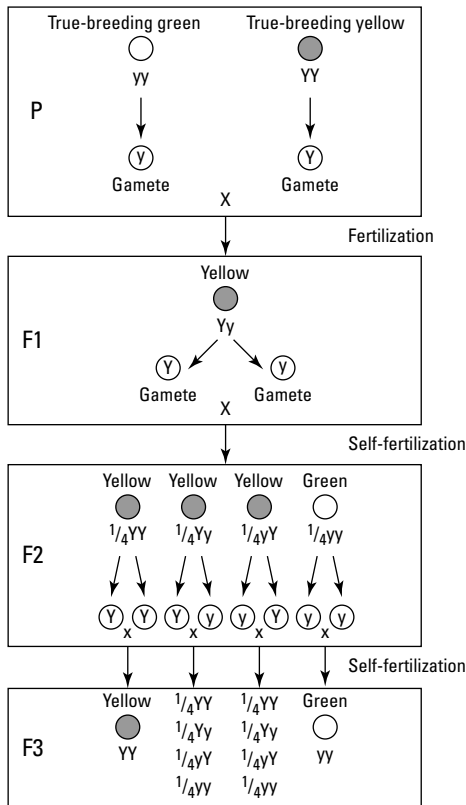 True-breeding green True-breeding yellow
yy YY
P
y Y
Gamete Gamete
X
Fertilization
Yellow
Yy
F1
Y y
Gamete Gamete
X
Self-fertilization
Yellow Yellow Yellow Green
1/4YY 1/4Yy 1/4yY 1/4yy
F2
Y Y Y y y Y y y
x x x x
Self-fertilization
Yellow 1/4YY 1/4YY Green
1/4Yy 1/4Yy
F3 YY 1/4yY 1/4yY yy
1/4yy 1/4yy